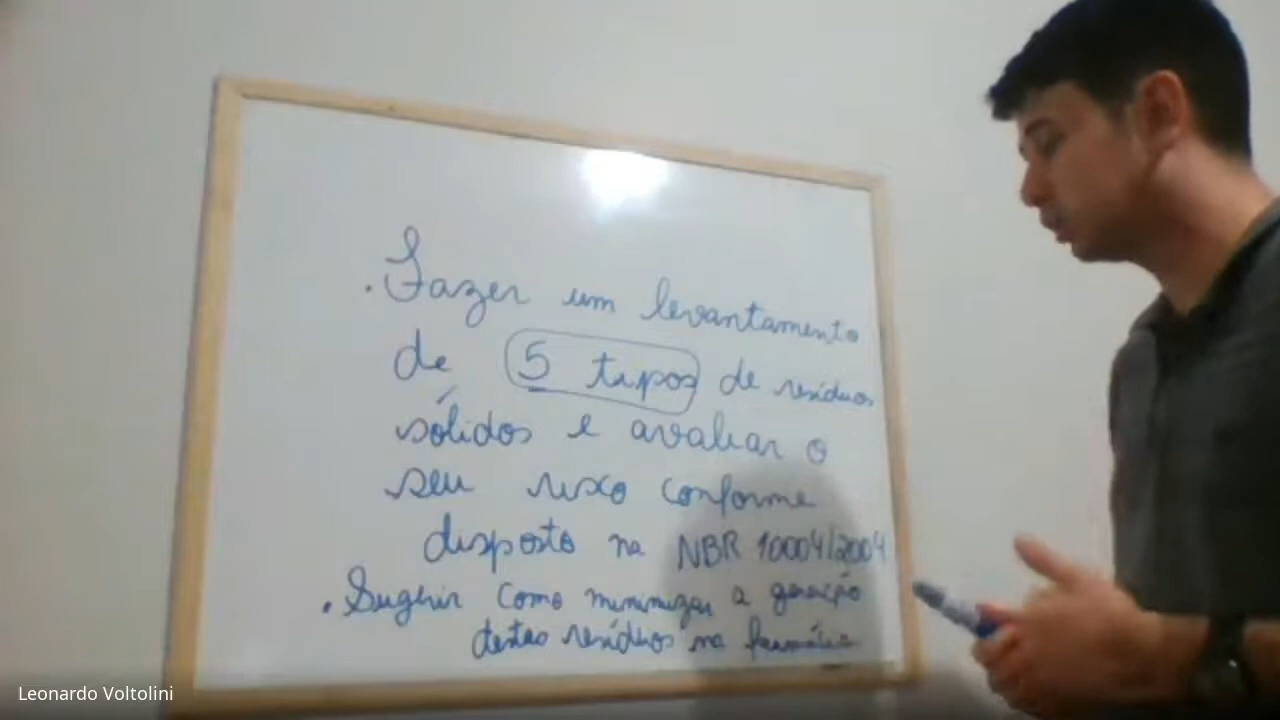 . Fazer um levantamento
de 5 tipos de resíduos
sólidos e avaliar o
seu risco conforme
disposto na NBR 10004/2004
. Sugerir como minimizar a geração
destes resíduos na farmácia
Leonardo Voltolini